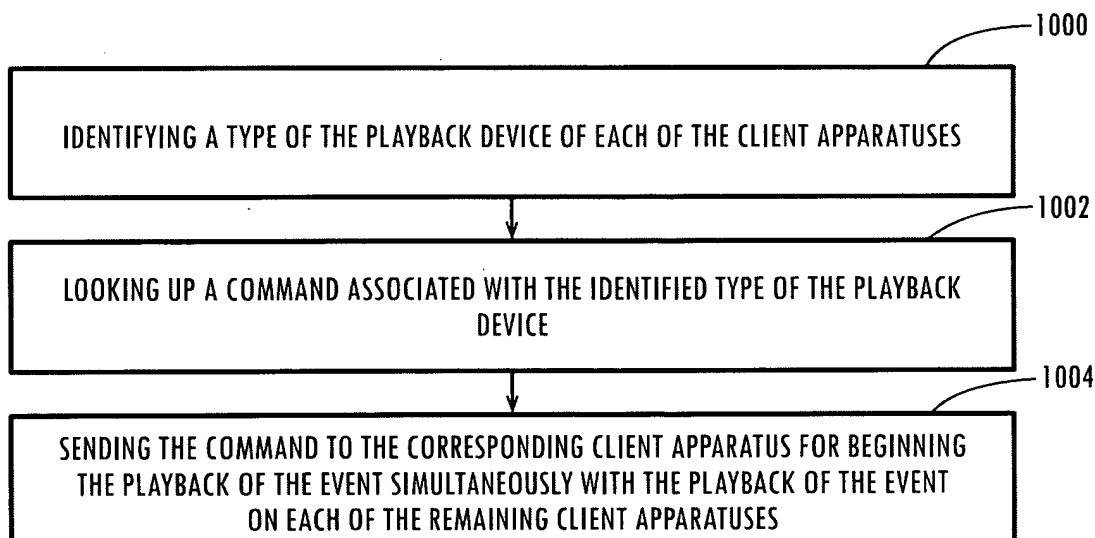 1000
IDENTIFYING A TYPE OF THE PLAYBACK DEVICE OF EACH OF THE CLIENT APPARATUSES
1002
LOOKING UP A COMMAND ASSOCIATED WITH THE IDENTIFIED TYPE OF THE PLAYBACK
DEVICE
1004
SENDING THE COMMAND TO THE CORRESPONDING CLIENT APPARATUS FOR BEGINNING
THE PLAYBACK OF THE EVENT SIMULTANEOUSLY WITH THE PLAYBACK OF THE EVENT
ON EACH OF THE REMAINING CLIENT APPARATUSES